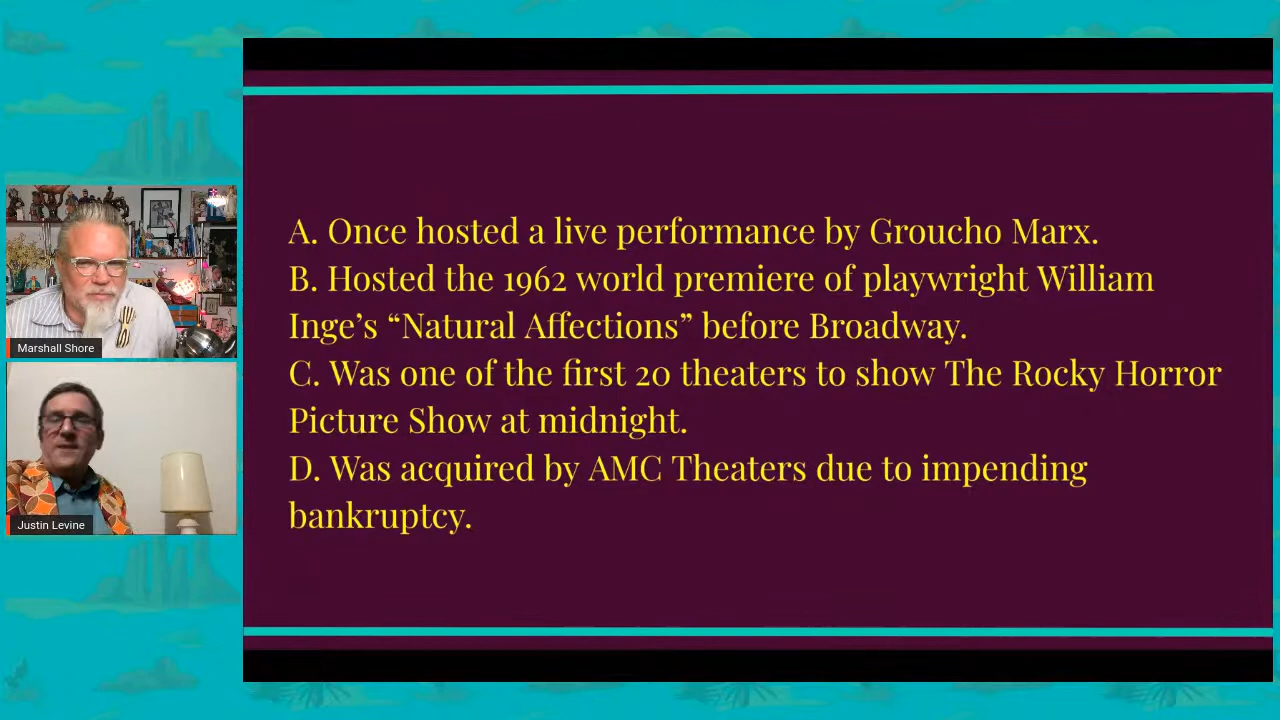 A. Once hosted a live performance by Groucho Marx.
B. Hosted the 1962 world premiere of playwright William
Inge’s “Natural Affections” before Broadway.
C. Was one of the first 20 theaters to show The Rocky Horror
Picture Show at midnight.
D. Was acquired by AMC Theaters due to impending
bankruptcy.
Marshall Shore
Justin Levine